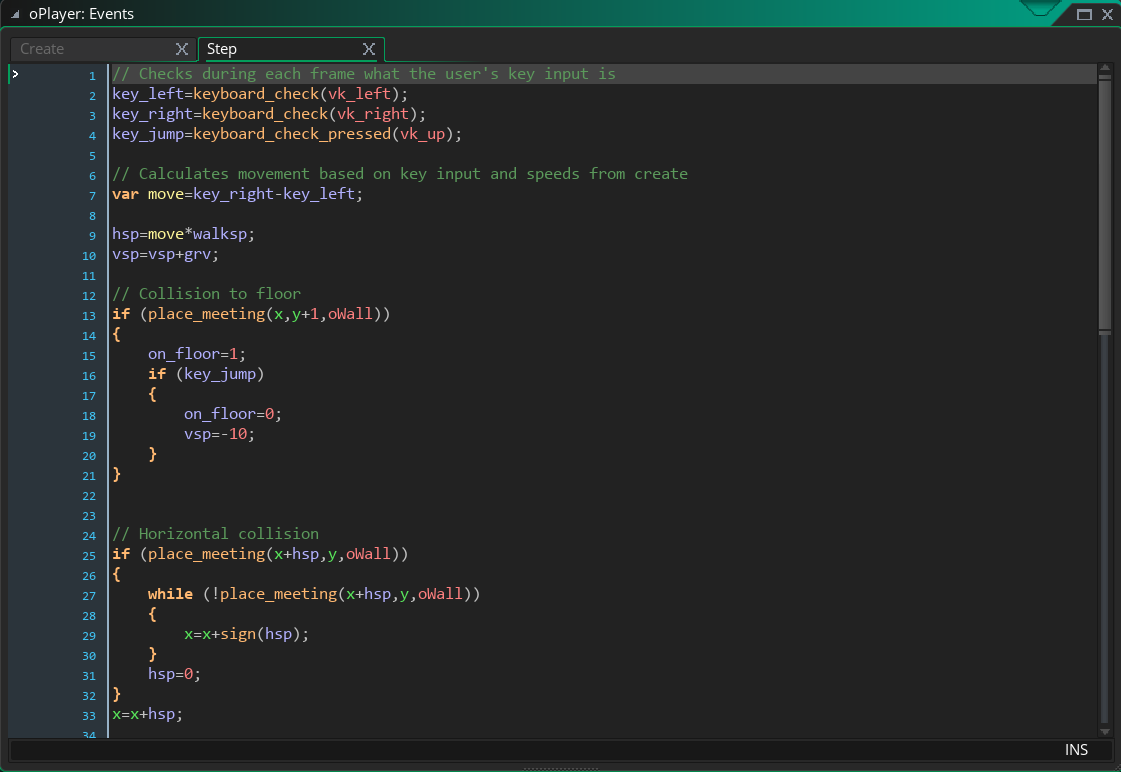 oPlayer: Events
Create X Step X
1 // Checks during each frame what the user's key input is
2 key_left=keyboard_check(vk_left);
3 key_right=keyboard_check(vk_right);
4 key_jump=keyboard_check_pressed(vk_up);
5
6 // Calculates movement based on key input and speeds from create
7 var move=key_right-key_left;
8
9 hsp=move*walksp;
10 vsp=vsp+grv;
11
12 // Collision to floor
13 if (place_meeting(x,y+1,oWall))
14 {
15     on_floor=1;
16     if (key_jump)
17     {
18         on_floor=0;
19         vsp=-10;
20     }
21 }
22
23
24 // Horizontal collision
25 if (place_meeting(x+hsp,y,oWall))
26 {
27     while (!place_meeting(x+hsp,y,oWall))
28     {
29         x=x+sign(hsp);
30     }
31     hsp=0;
32 }
33 x=x+hsp;
34
INS